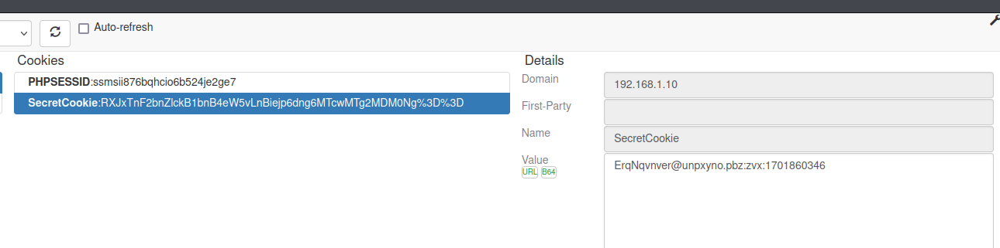 Auto-refresh
Cookies
PHPSESSID:ssmsii876bqhcio6b524je2ge7
SecretCookie:RXJxTnF2bnZlckB1bnB4eW5vLnBiejp6dng6MTcwMTg2MDM0Ng%3D%3D
Details
Domain
192.168.1.10
First-Party
Name
SecretCookie
Value
URL B64
ErqNqvnver@unpxyno.pbz:zvx:1701860346